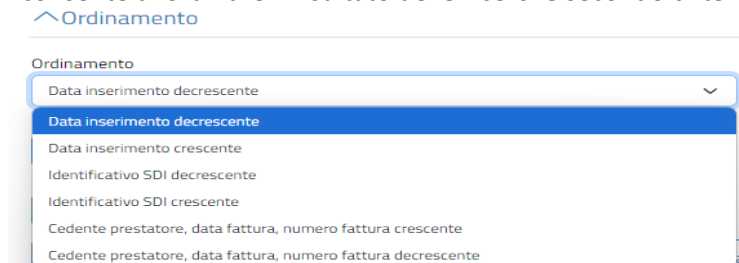 Ordinamento
Ordinamento
Data inserimento decrescente
Data inserimento decrescente
Data inserimento crescente
Identificativo SDI decrescente
Identificativo SDI crescente
Cedente prestatore, data fattura, numero fattura crescente
Cedente prestatore, data fattura, numero fattura decrescente